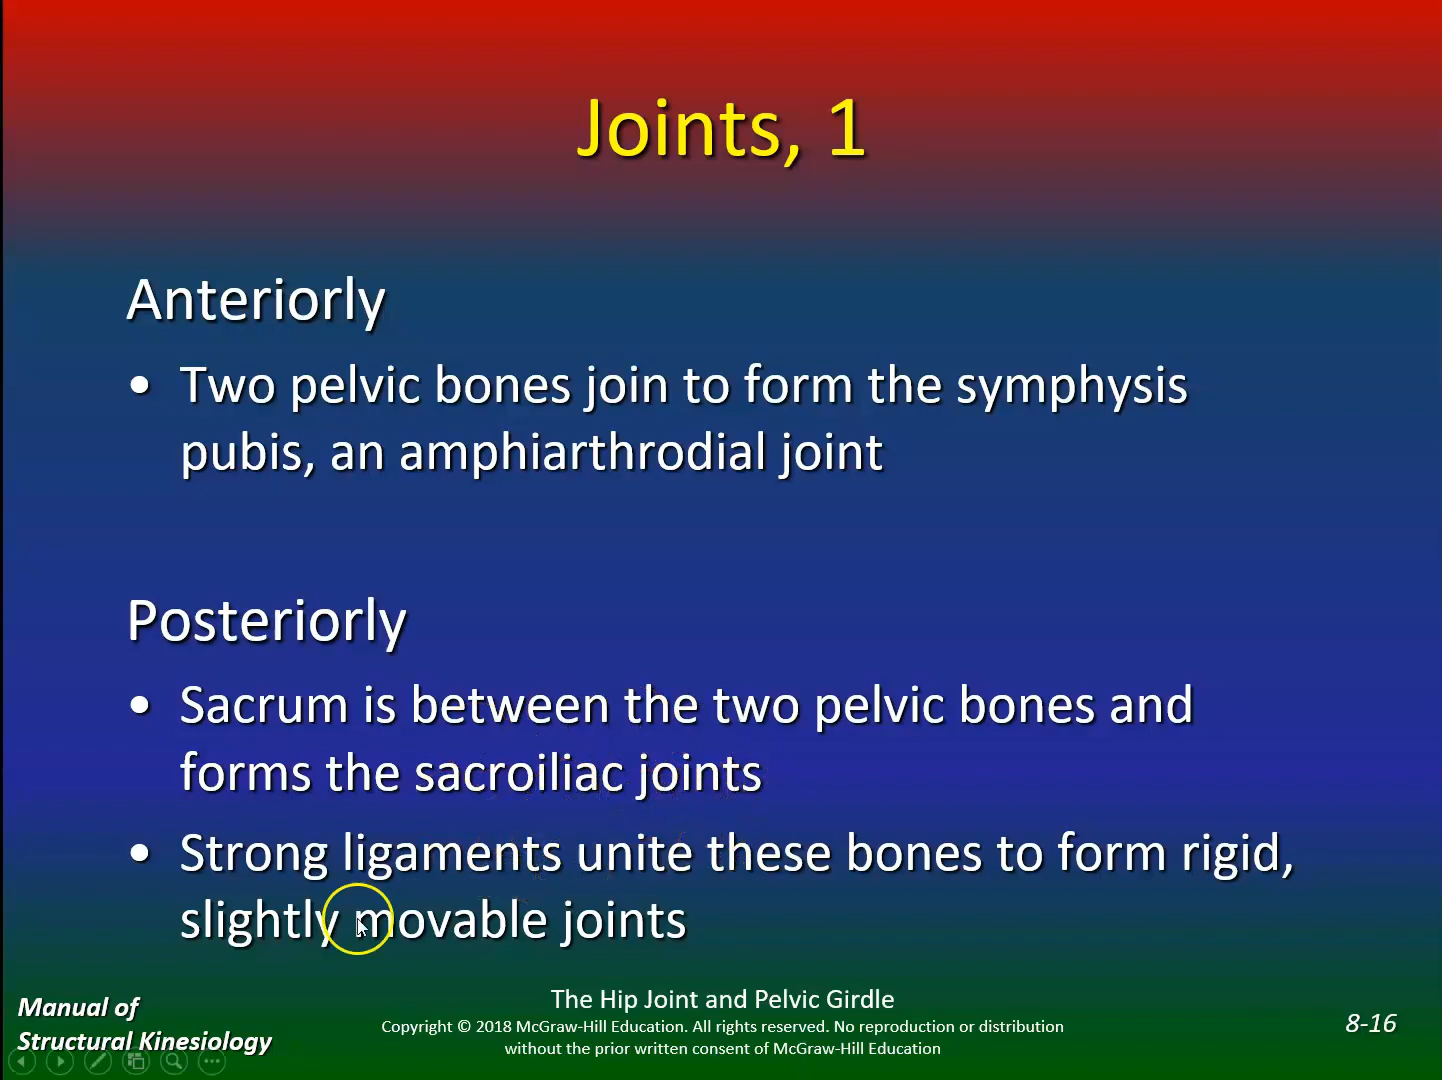 Joints, 1
Anteriorly
• Two pelvic bones join to form the symphysis
pubis, an amphiarthrodial joint
Posteriorly
• Sacrum is between the two pelvic bones and
forms the sacroiliac joints
• Strong ligaments unite these bones to form rigid,
slightly movable joints
Manual of
Structural Kinesiology
The Hip Joint and Pelvic Girdle
Copyright © 2018 McGraw-Hill Education. All rights reserved. No reproduction or distribution
without the prior written consent of McGraw-Hill Education
8-16